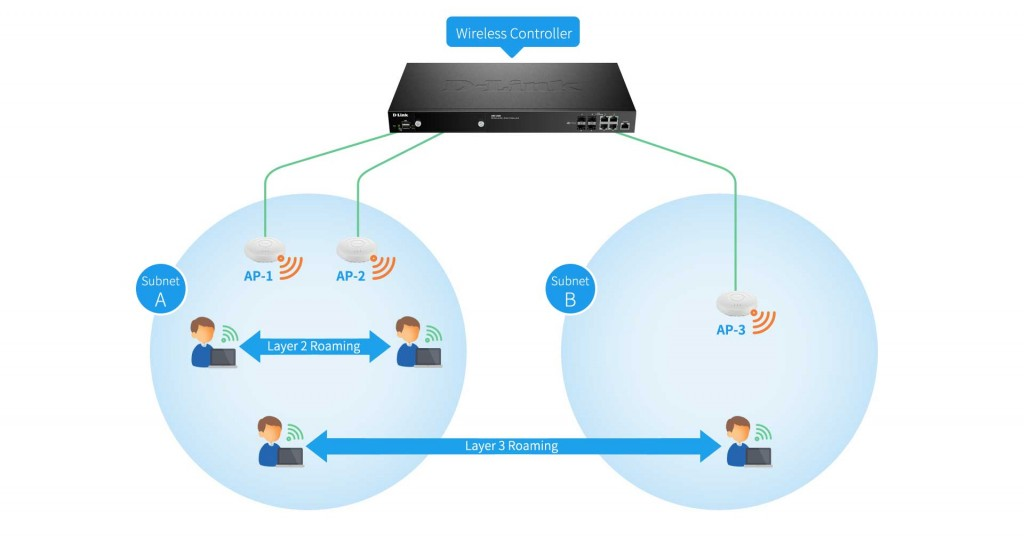 Wireless Controller
D-Link
D-Link
AP-1
AP-2
Subnet
A
Subnet
B
AP-3
Layer 2 Roaming
Layer 3 Roaming